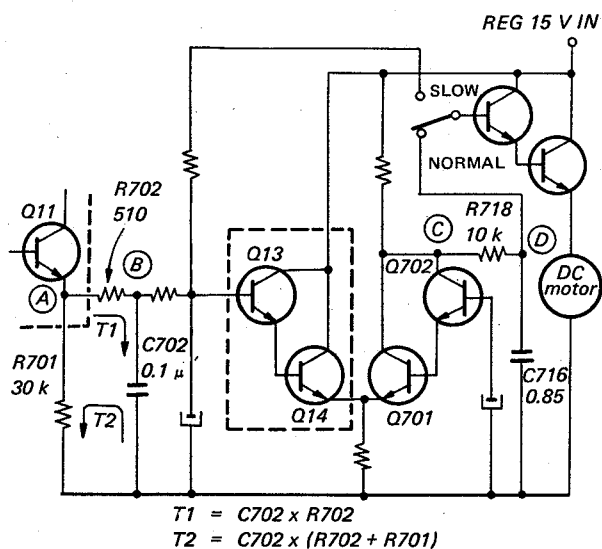 REG 15 V IN
SLOW
NORMAL
R702
510
Q11
A
B
T1
R701
30 k
T2
C702
0.1 μ
Q13
Q14
C
R718
10 k
D
Q702
Q701
DC
motor
C716
0.85
T1 = C702 x R702
T2 = C702 x (R702 + R701)